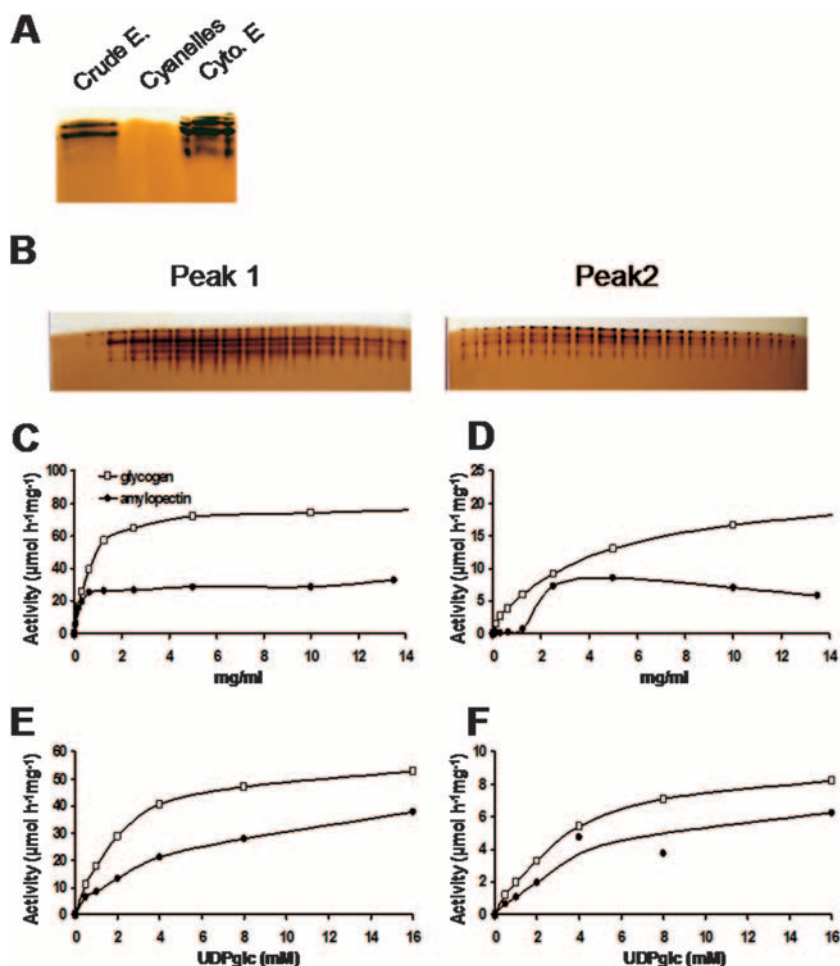 A
Crude E. Cyanelles Cyto. E
B
Peak 1 Peak2
C
Activity (µmol h-1mg-1)
100
80
60
40
20
0
glycogen
amylopectin
0 2 4 6 8 10 12 14
mg/ml
D
Activity (µmol h-1mg-1)
25
20
15
10
5
0
0 2 4 6 8 10 12 14
mg/ml
E
Activity (µmol h-1mg-1)
60
50
40
30
20
10
0
0 2 4 6 8 10 12 14 16
UDPglc (mM)
F
Activity (µmol h-1mg-1)
10
8
6
4
2
0
0 2 4 6 8 10 12 14 16
UDPglc (mM)